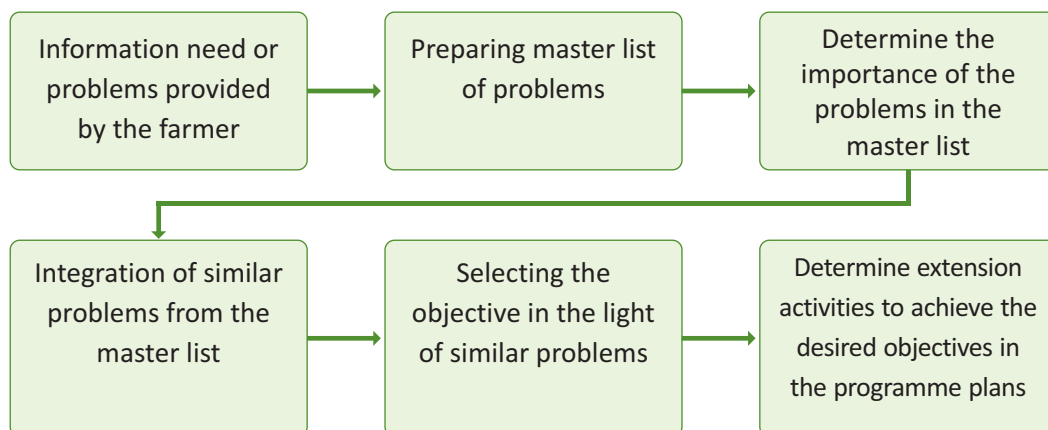 Information need or
problems provided
by the farmer
Preparing master list
of problems
Determine the
importance of the
problems in the
master list
Integration of similar
problems from the
master list
Selecting the
objective in the light
of similar problems
Determine extension
activities to achieve the
desired objectives in
the programme plans